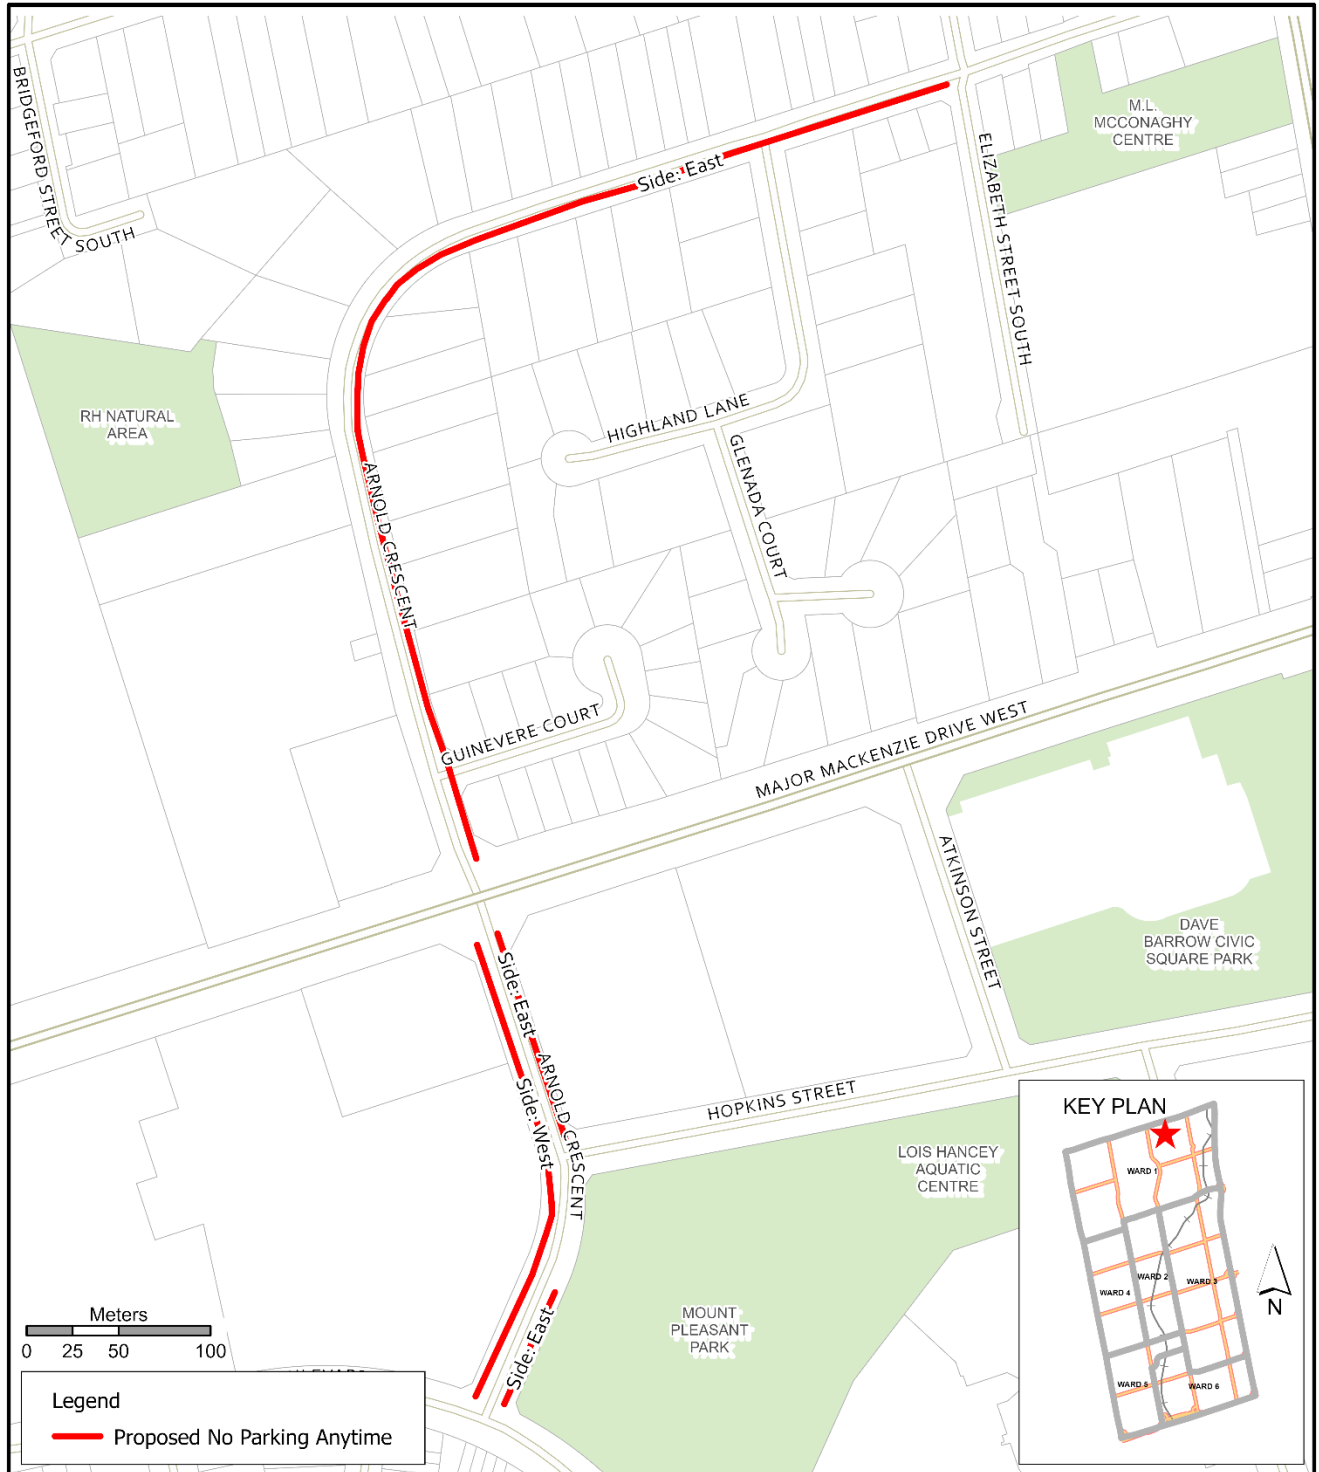 BRIDGEFORD STREET SOUTH
M.L.
MCCONAGHY
CENTRE
ELIZABETH STREET SOUTH
Side: East
RH NATURAL
AREA
HIGHLAND LANE
GLENADA COURT
ARNOLD CRESCENT
GUINEVERE COURT
MAJOR MACKENZIE DRIVE WEST
ATKINSON STREET
DAVE
BARROW CIVIC
SQUARE PARK
Side: East
ARNOLD CRESCENT
Side: West
HOPKINS STREET
LOIS HANCEY
AQUATIC
CENTRE
MOUNT
PLEASANT
PARK
Side: East
KEY PLAN
WARD 1
WARD 2
WARD 3
WARD 4
WARD 5
WARD 6
N
Meters
0 25 50 100
Legend
Proposed No Parking Anytime